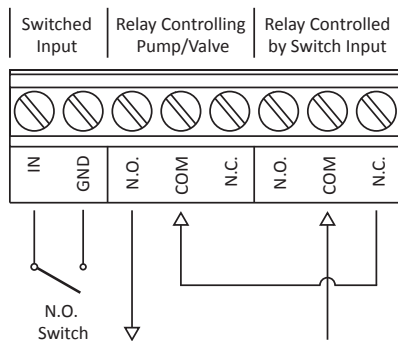 Switched
Input
Relay Controlling
Pump/Valve
Relay Controlled
by Switch Input
IN
GND
N.O.
COM
N.C.
N.O.
COM
N.C.
N.O.
Switch